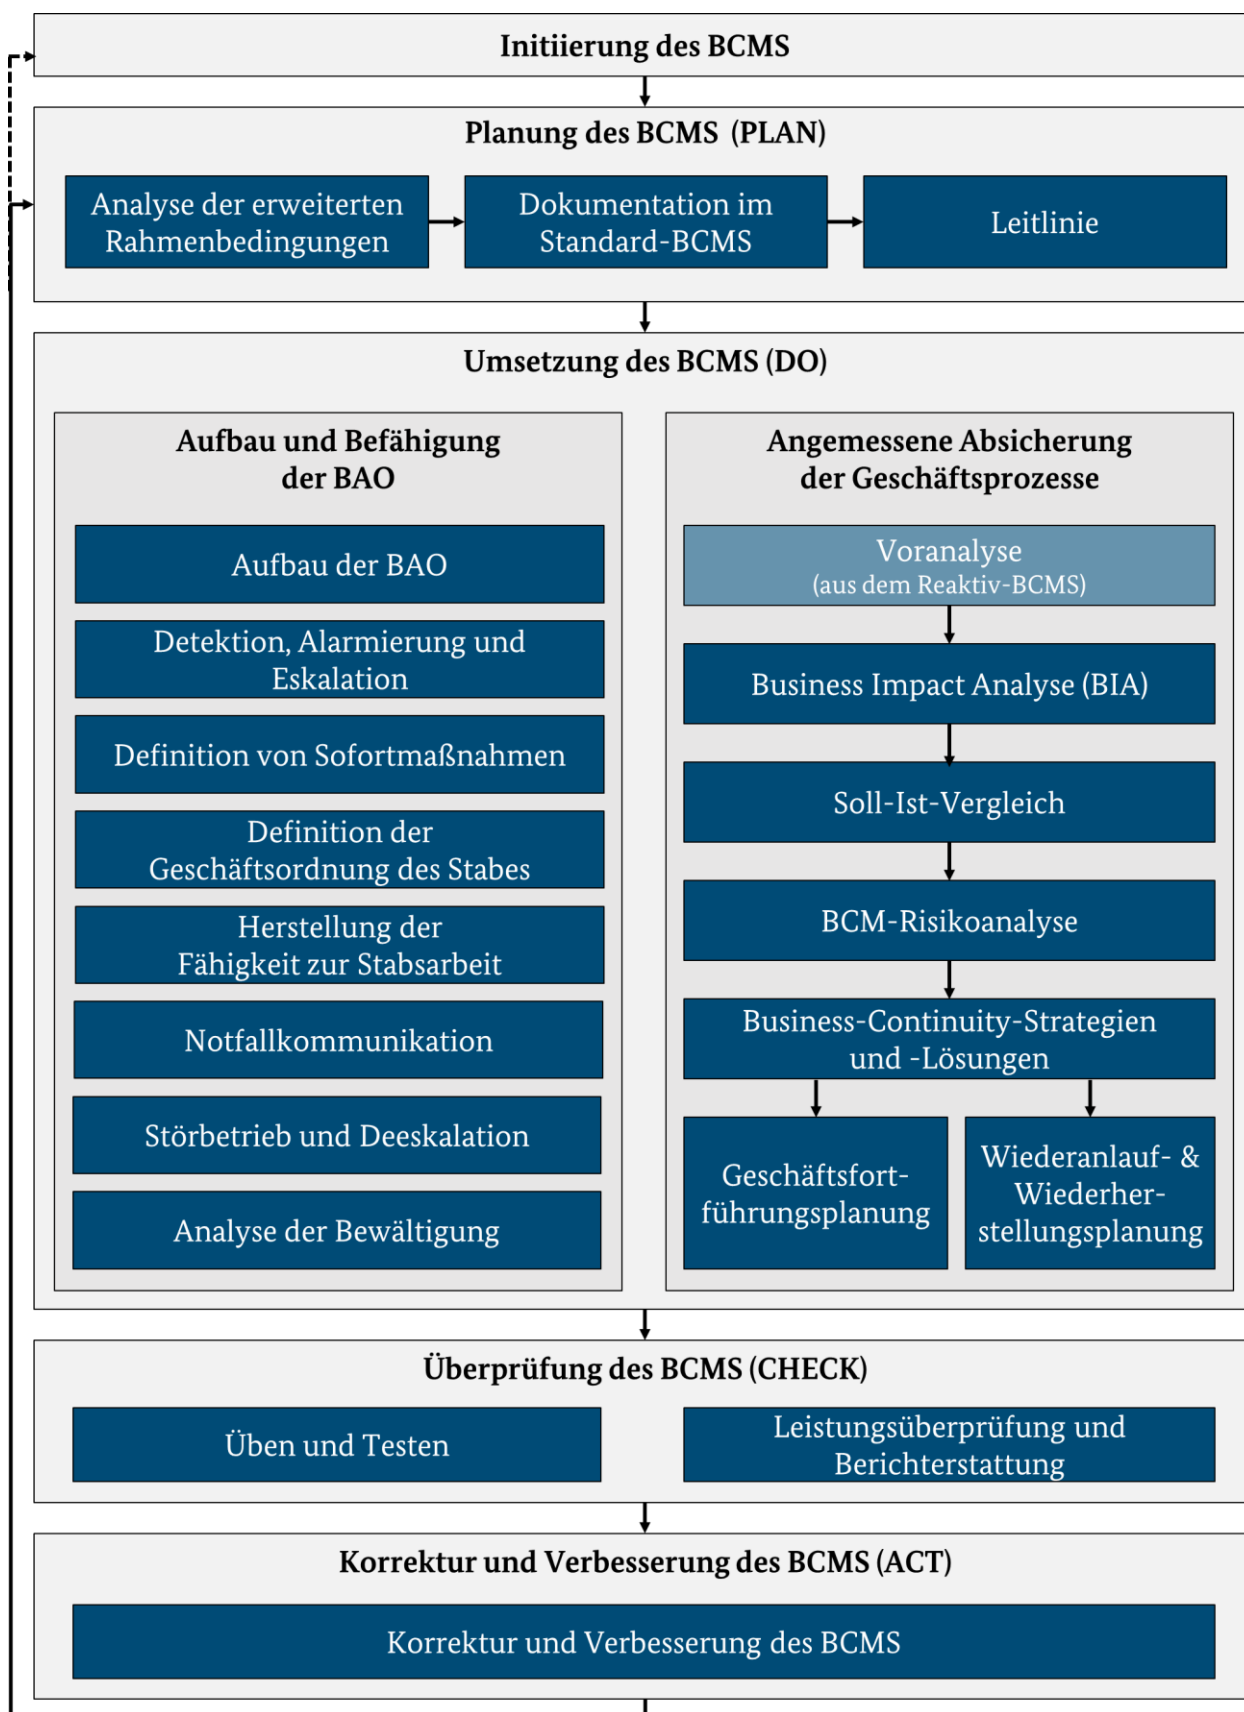 Initiierung des BCMS
Planung des BCMS (PLAN)
Analyse der erweiterten
Rahmenbedingungen
Dokumentation im
Standard-BCMS
Leitlinie
Umsetzung des BCMS (DO)
Aufbau und Befähigung
der BAO
Aufbau der BAO
Detektion, Alarmierung und
Eskalation
Definition von Sofortmaßnahmen
Definition der
Geschäftsordnung des Stabes
Herstellung der
Fähigkeit zur Stabsarbeit
Notfallkommunikation
Störbetrieb und Deeskalation
Analyse der Bewältigung
Angemessene Absicherung
der Geschäftsprozesse
Voranalyse
(aus dem Reaktiv-BCMS)
Business Impact Analyse (BIA)
Soll-Ist-Vergleich
BCM-Risikoanalyse
Business-Continuity-Strategien
und -Lösungen
Geschäftsfort-
führungsplanung
Wiederanlauf- &
Wiederher-
stellungsplanung
Überprüfung des BCMS (CHECK)
Üben und Testen
Leistungsüberprüfung und
Berichterstattung
Korrektur und Verbesserung des BCMS (ACT)
Korrektur und Verbesserung des BCMS